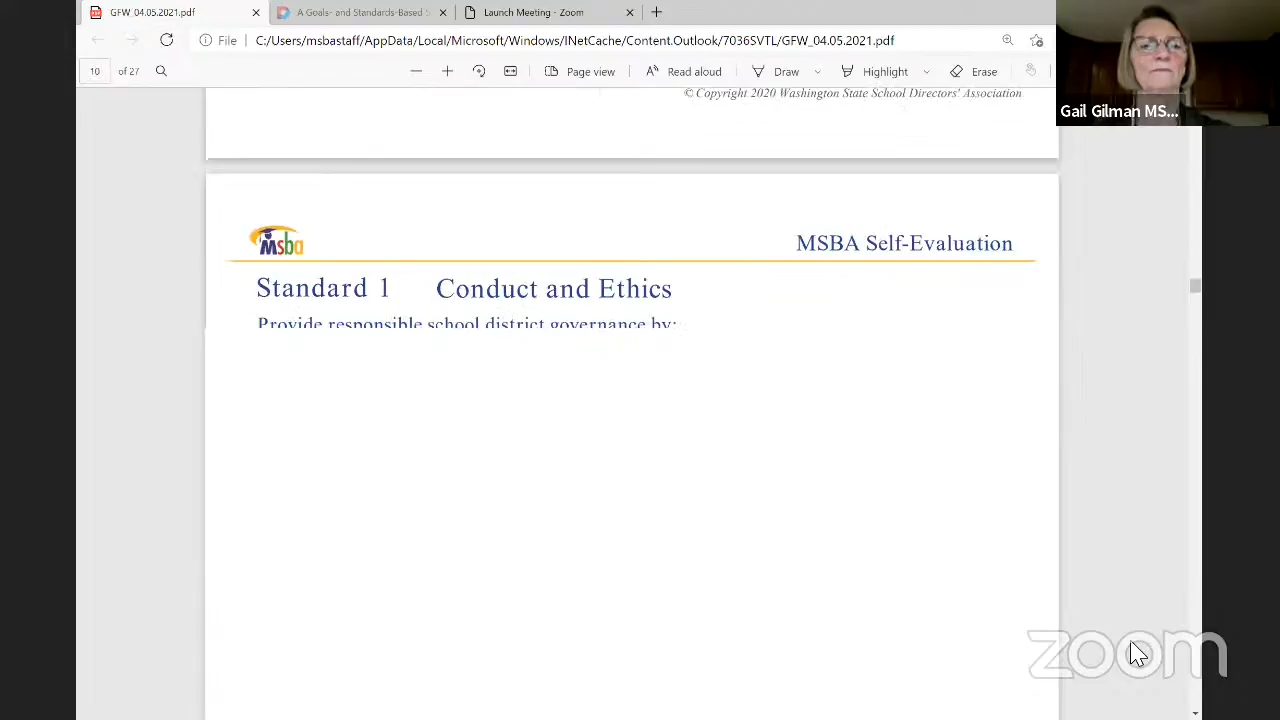 GFW_04.05.2021.pdf
A Goals- and Standards-Based S
Launch Meeting - Zoom
File
C:/Users/msbastaff/AppData/Local/Microsoft/Windows/INetCache/Content.Outlook/7036SVTL/GFW_04.05.2021.pdf
10 of 27
Page view
Read aloud
Draw
Highlight
Erase
Gail Gilman MS...
© Copyright 2020 Washington State School Directors' Association
msba
MSBA Self-Evaluation
Standard 1 Conduct and Ethics
Provide responsible school district governance by:
zoom